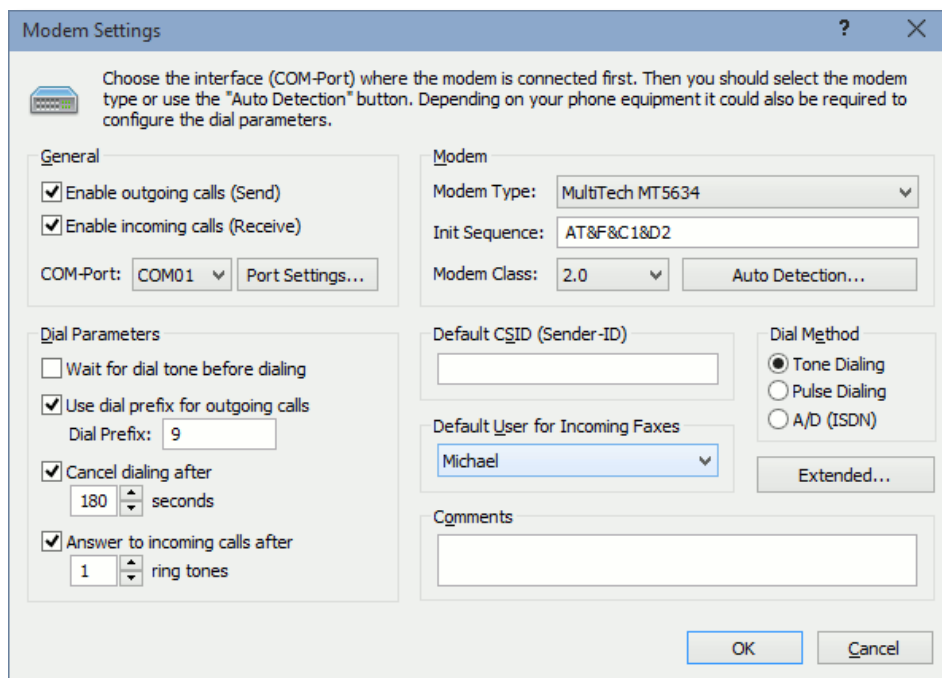 Modem Settings
?
Choose the interface (COM-Port) where the modem is connected first. Then you should select the modem
type or use the "Auto Detection" button. Depending on your phone equipment it could also be required to
configure the dial parameters.
General
Enable outgoing calls (Send)
Enable incoming calls (Receive)
COM-Port: COM01 Port Settings...
Modem
Modem Type: MultiTech MT5634
Init Sequence: AT&F&C1&D2
Modem Class: 2.0 Auto Detection...
Dial Parameters
Wait for dial tone before dialing
Use dial prefix for outgoing calls
Dial Prefix: 9
Cancel dialing after
180 seconds
Answer to incoming calls after
1 ring tones
Default CSID (Sender-ID)
Default User for Incoming Faxes
Michael
Dial Method
Tone Dialing
Pulse Dialing
A/D (ISDN)
Extended...
Comments
OK Cancel